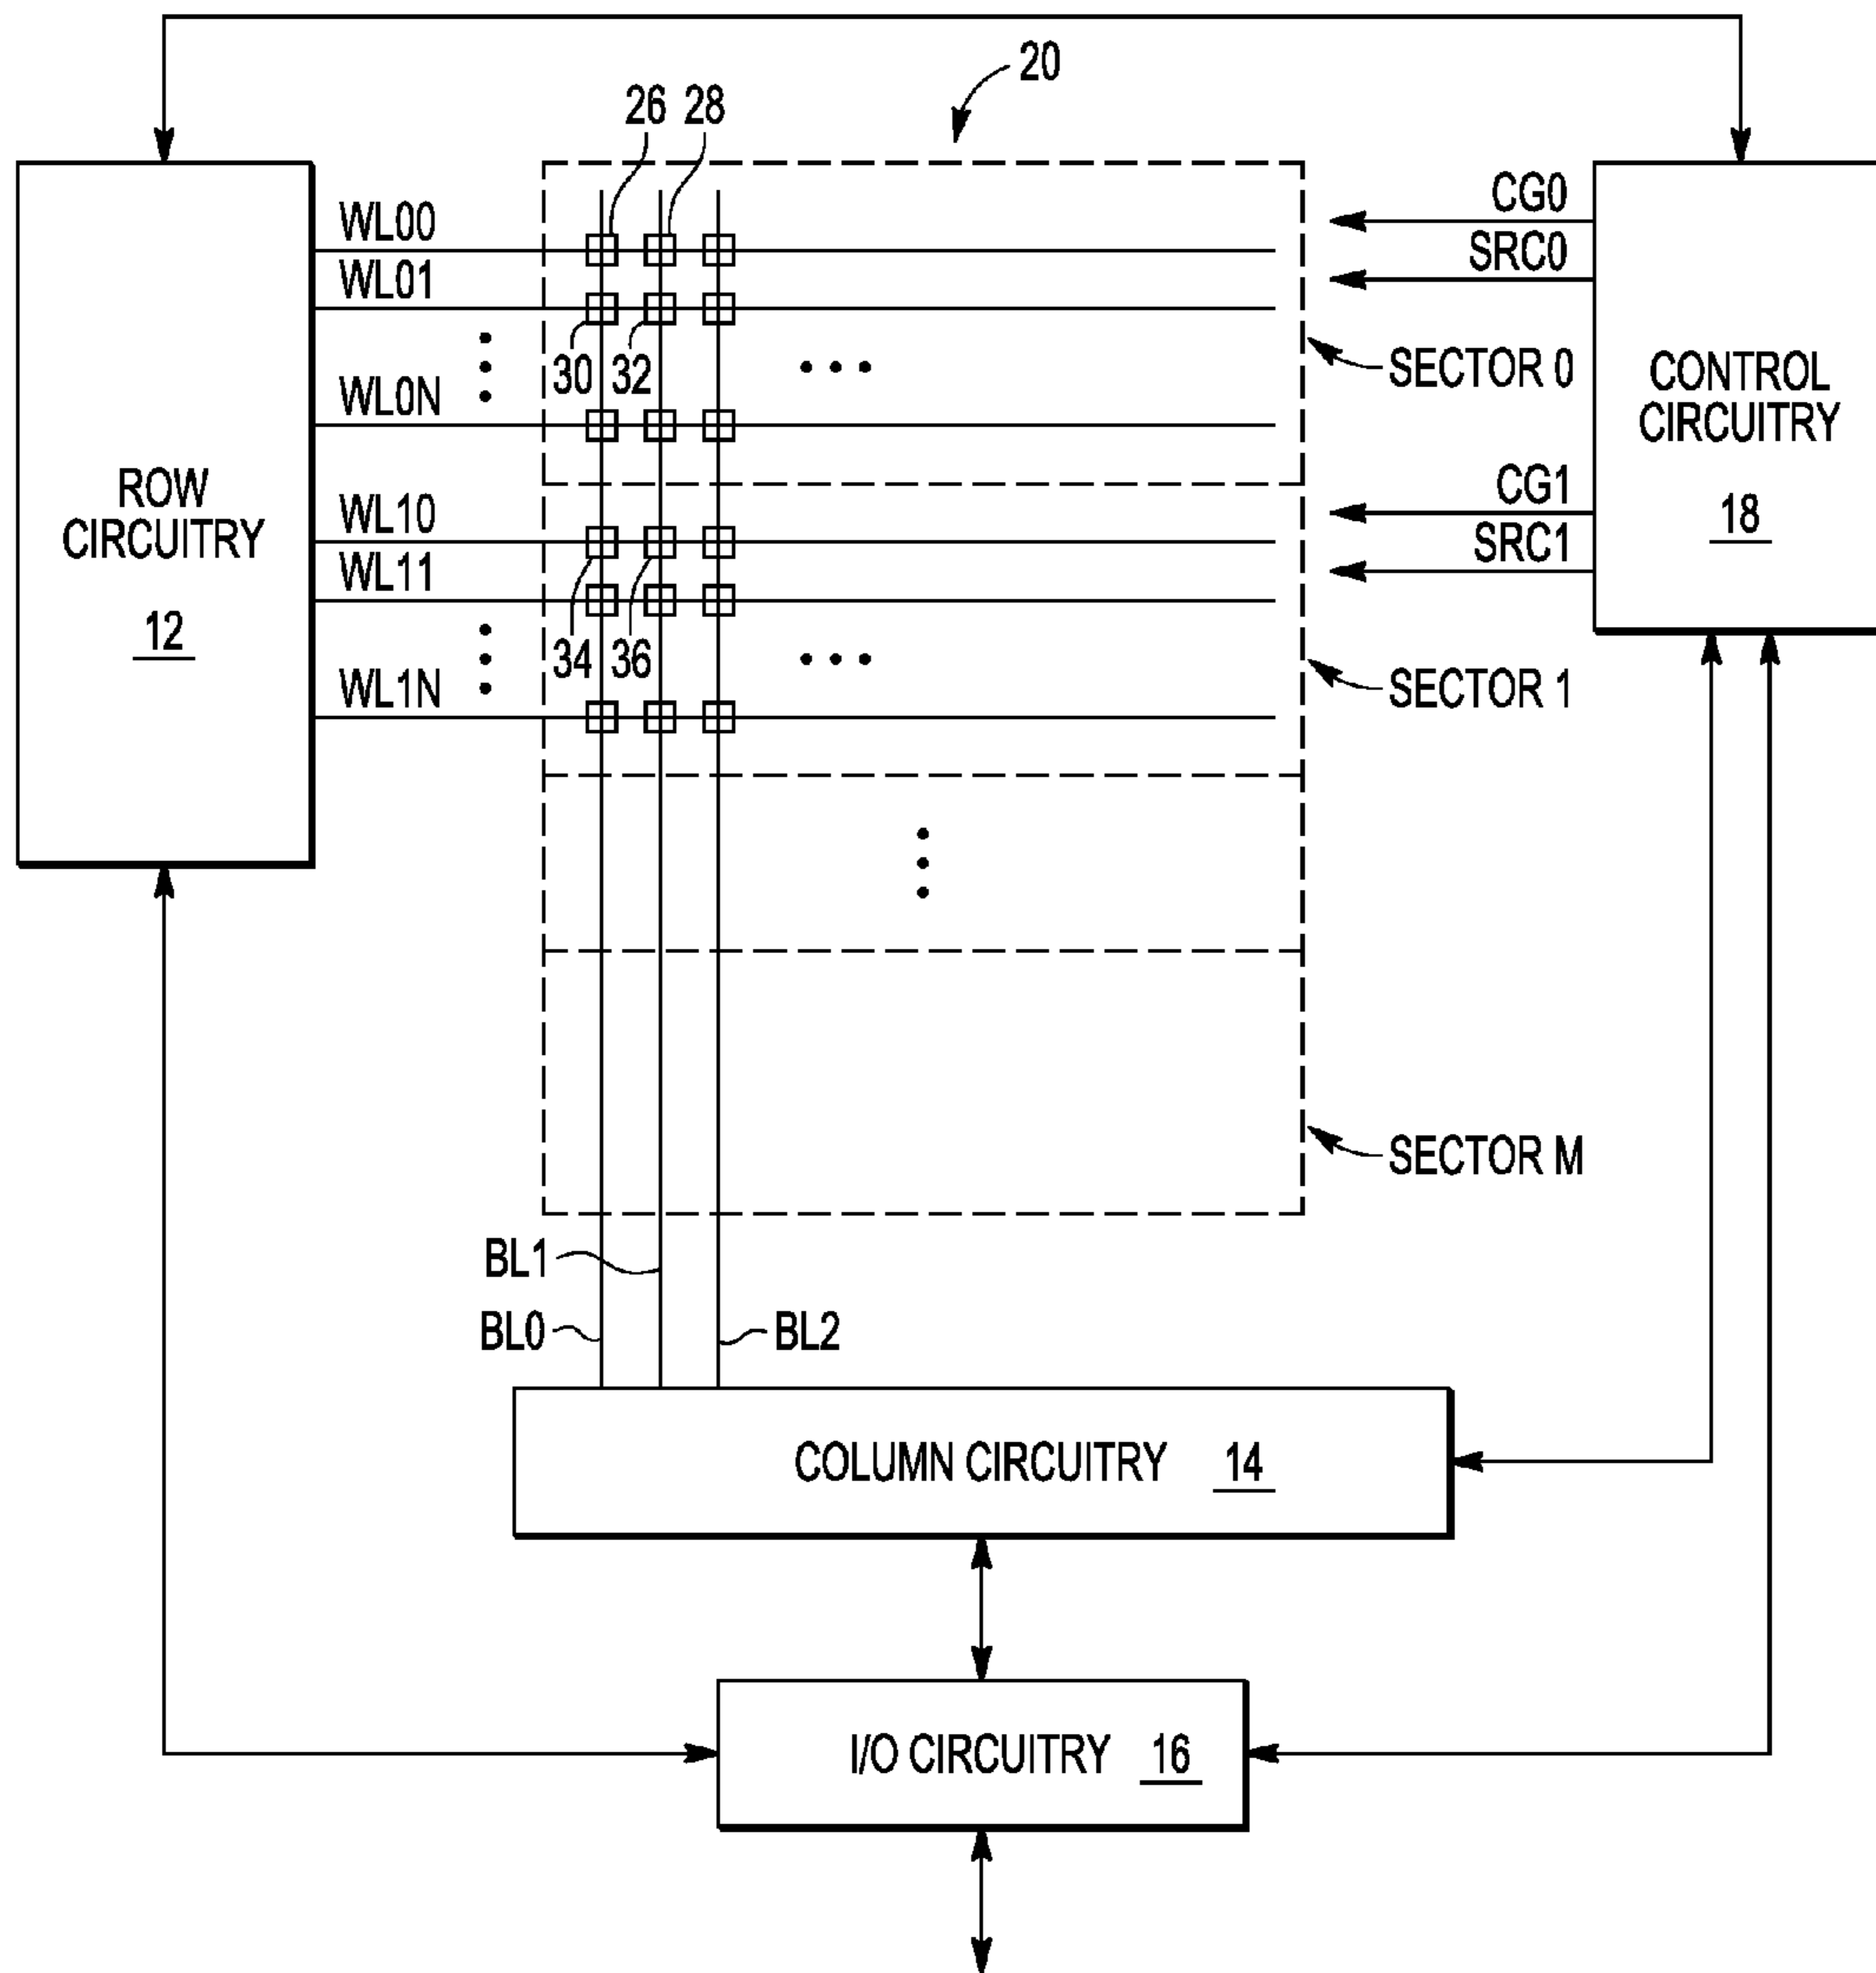 20
26
28
WL00
WL01
WL0N
30
32
CG0
SRC0
SECTOR 0
CONTROL
CIRCUITRY
18
ROW
CIRCUITRY
12
WL10
WL11
WL1N
34
36
CG1
SRC1
SECTOR 1
SECTOR M
BL1
BL0
BL2
COLUMN CIRCUITRY 14
I/O CIRCUITRY 16